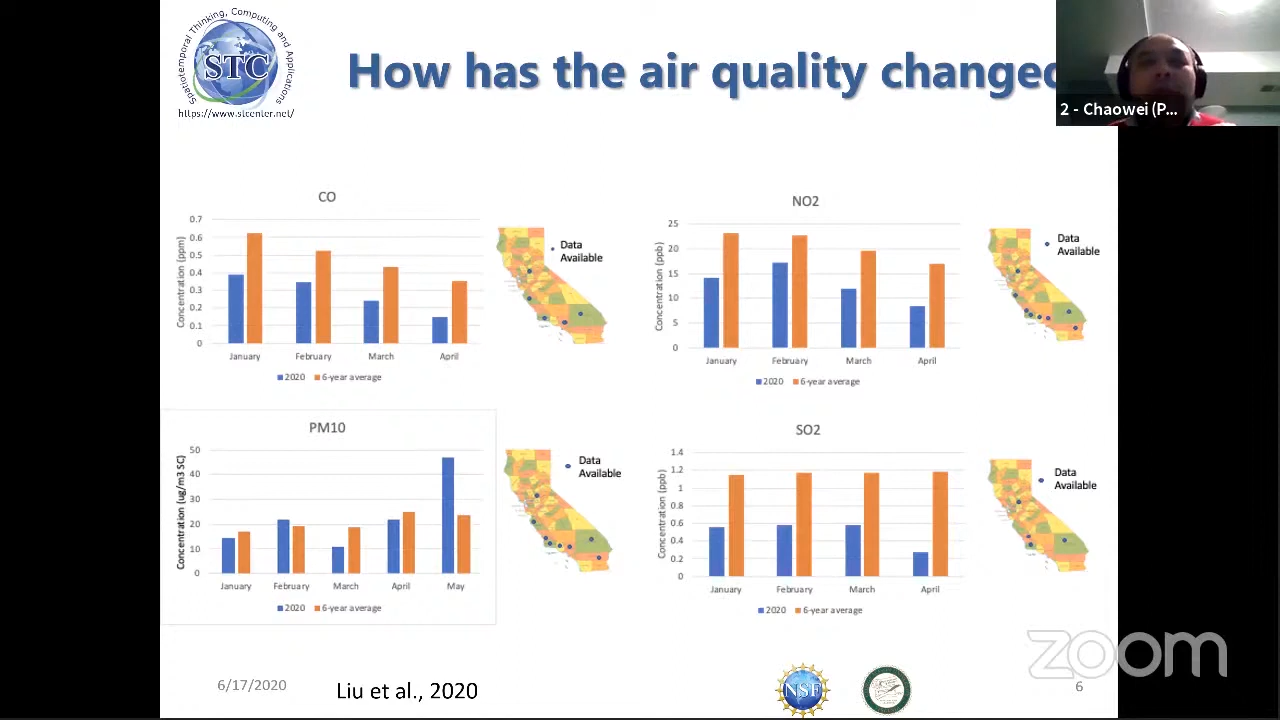 Spatiotemporal Thinking, Computing and Applications
STC
https://www.stcenter.net/
How has the air quality changed
2 - Chaowei (P...
CO
Concentration (ppm)
0.7
0.6
0.5
0.4
0.3
0.2
0.1
0
January February March April
2020 6-year average
Data
Available
NO2
Concentration (ppb)
25
20
15
10
5
0
January February March April
2020 6-year average
Data
Available
PM10
Concentration (ug/m3 SC)
50
40
30
20
10
0
January February March April May
2020 6-year average
Data
Available
SO2
Concentration (ppb)
1.4
1.2
1
0.8
0.6
0.4
0.2
0
January February March April
2020 6-year average
Data
Available
zoom
6/17/2020
Liu et al., 2020
NSF
6